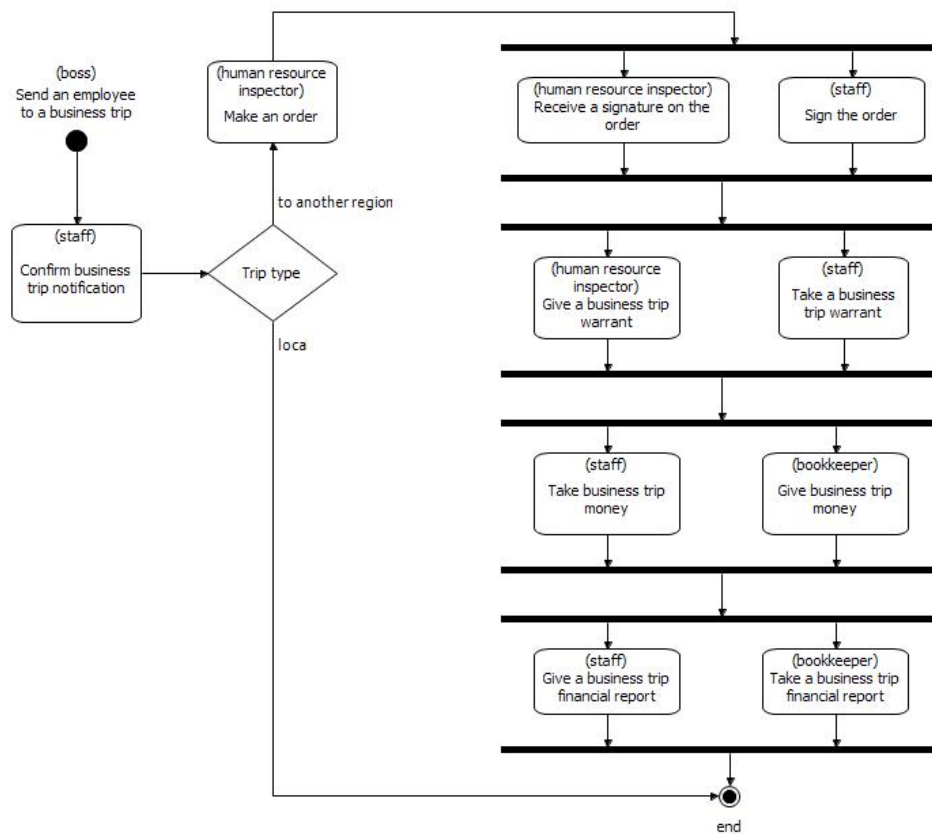 (boss)
Send an employee
to a business trip
(staff)
Confirm business
trip notification
Trip type
to another region
loca
(human resource
inspector)
Make an order
(human resource inspector)
Receive a signature on the
order
(staff)
Sign the order
(human resource
inspector)
Give a business trip
warrant
(staff)
Take a business
trip warrant
(staff)
Take business trip
money
(bookkeeper)
Give business trip
money
(staff)
Give a business trip
financial report
(bookkeeper)
Take a business trip
financial report
end